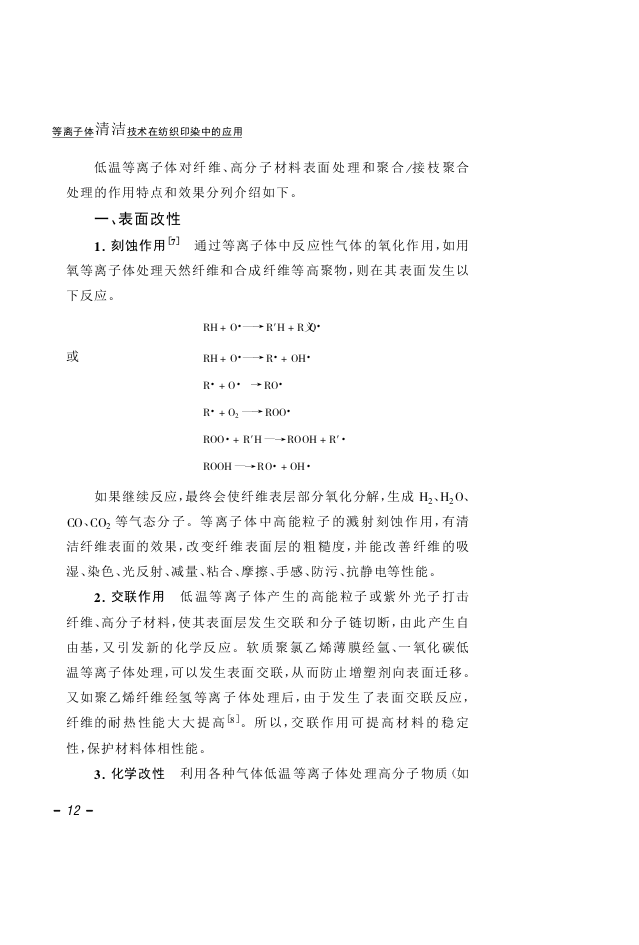 等离子体清洁技术在纺织印染中的应用
低温等离子体对纤维、高分子材料表面处理和聚合/接枝聚合
处理的作用特点和效果分列介绍如下。
一、表面改性
1. 刻蚀作用[7] 通过等离子体中反应性气体的氧化作用,如用
氧等离子体处理天然纤维和合成纤维等高聚物,则在其表面发生以
下反应。
RH + O•⟶R′H + R″O•
或 RH + O•⟶R• + OH•
R• + O• →RO•
R• + O₂ ⟶ROO•
ROO• + R′H⟶ROOH + R′•
ROOH⟶RO• + OH•
如果继续反应,最终会使纤维表层部分氧化分解,生成 H₂、H₂O、
CO、CO₂ 等气态分子。等离子体中高能粒子的溅射刻蚀作用,有清
洁纤维表面的效果,改变纤维表面层的粗糙度,并能改善纤维的吸
湿、染色、光反射、减量、粘合、摩擦、手感、防污、抗静电等性能。
2. 交联作用 低温等离子体产生的高能粒子或紫外光子打击
纤维、高分子材料,使其表面层发生交联和分子链切断,由此产生自
由基,又引发新的化学反应。软质聚氯乙烯薄膜经氩、一氧化碳低
温等离子体处理,可以发生表面交联,从而防止增塑剂向表面迁移。
又如聚乙烯纤维经氢等离子体处理后,由于发生了表面交联反应,
纤维的耐热性能大大提高[8]。所以,交联作用可提高材料的稳定
性,保护材料体相性能。
3. 化学改性 利用各种气体低温等离子体处理高分子物质(如
– 12 –